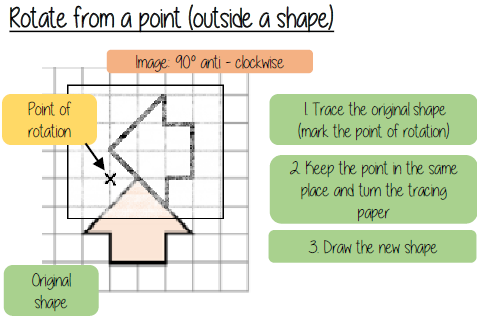 Rotate from a point (outside a shape)
Image: 90° anti - clockwise
Point of
rotation
1. Trace the original shape
(mark the point of rotation)
2. Keep the point in the same
place and turn the tracing
paper
3. Draw the new shape
Original
shape